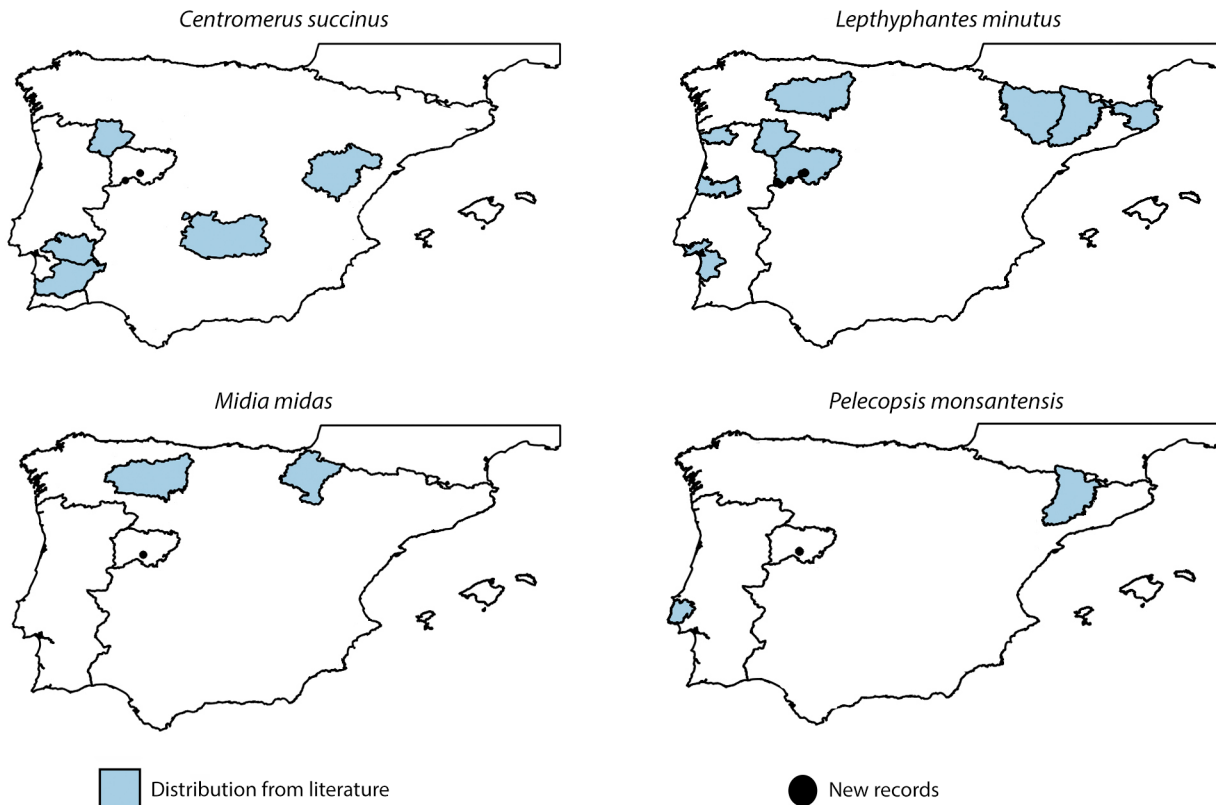 Centromerus succinus
Lepthyphantes minutus
Midia midas
Pelecopsis monsantensis
Distribution from literature
New records